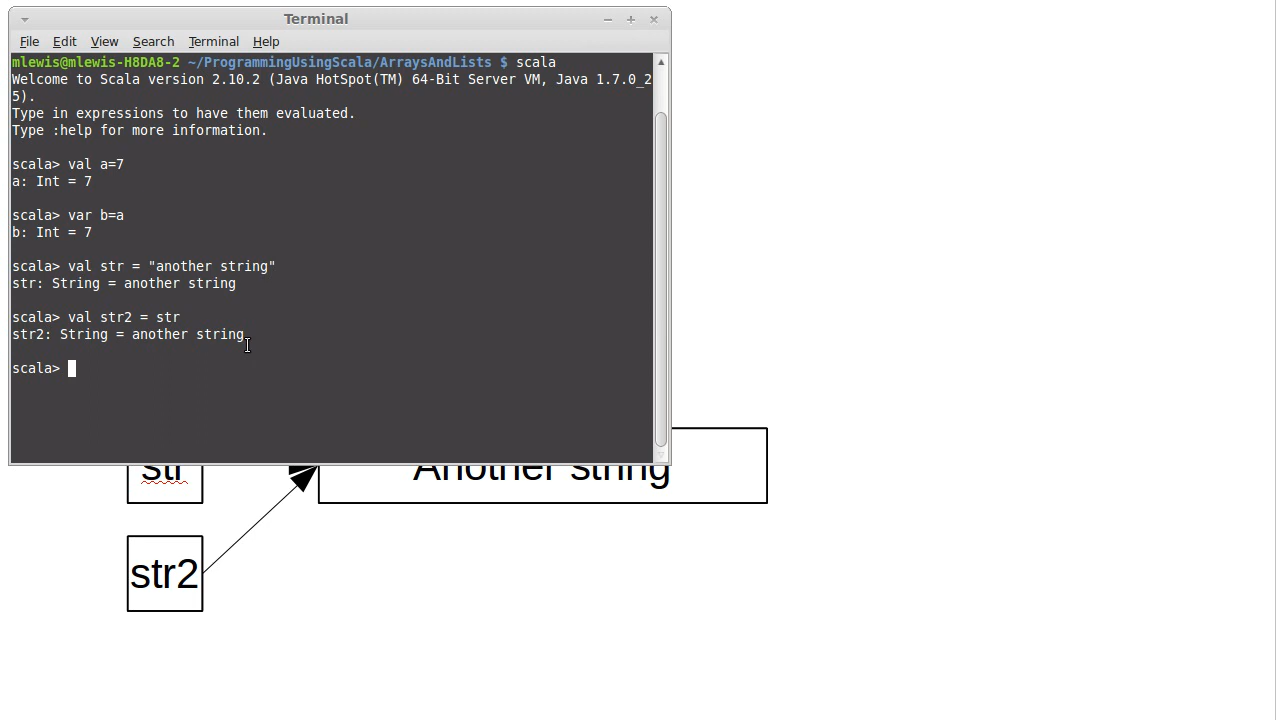 Terminal
File Edit View Search Terminal Help
mlewis@mlewis-H8DA8-2 ~/ProgrammingUsingScala/ArraysAndLists $ scala
Welcome to Scala version 2.10.2 (Java HotSpot(TM) 64-Bit Server VM, Java 1.7.0_2
5).
Type in expressions to have them evaluated.
Type :help for more information.
scala> val a=7
a: Int = 7
scala> var b=a
b: Int = 7
scala> val str = "another string"
str: String = another string
scala> val str2 = str
str2: String = another string
scala>
str Another string
str2